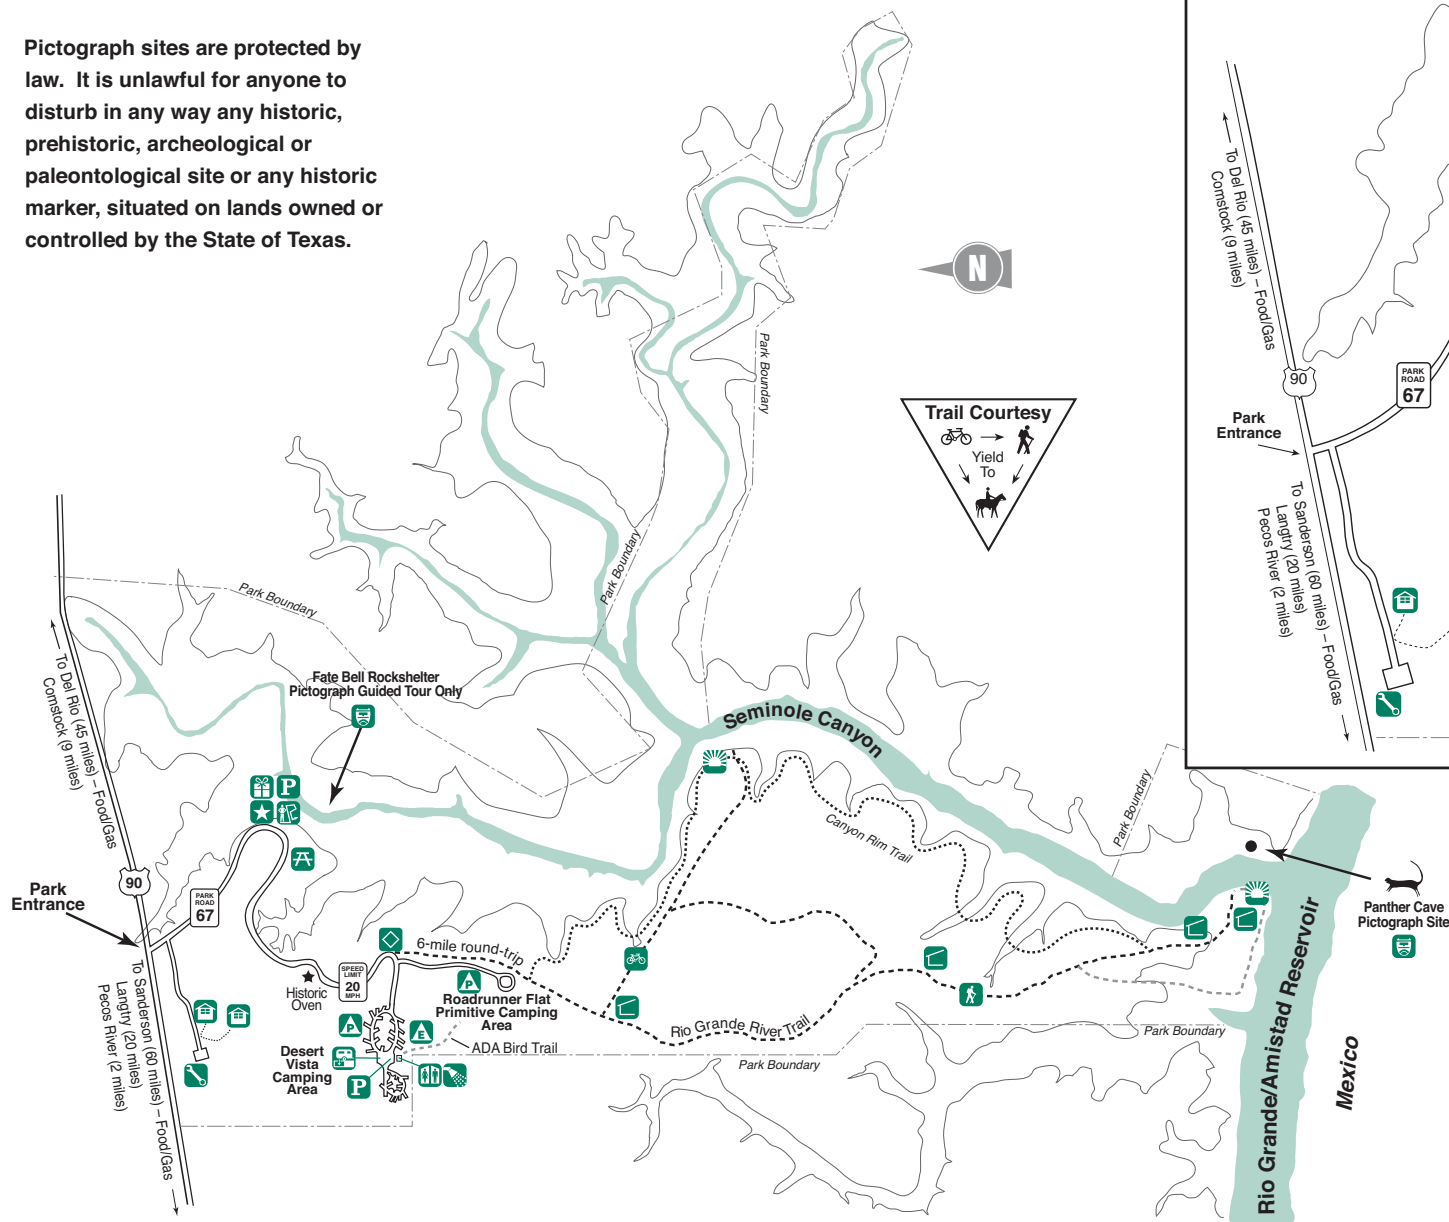 Pictograph sites are protected by
law. It is unlawful for anyone to
disturb in any way any historic,
prehistoric, archeological or
paleontological site or any historic
marker, situated on lands owned or
controlled by the State of Texas.
N
Trail Courtesy
Yield
To
Park Boundary
Park Boundary
Park Boundary
Fate Bell Rockshelter
Pictograph Guided Tour Only
Seminole Canyon
Canyon Rim Trail
Park Boundary
To Del Rio (45 miles) – Food/Gas
Comstock (9 miles)
90
PARK
ROAD
67
P
Park
Entrance
To Sanderson (60 miles) – Food/Gas
Langtry (20 miles)
Pecos River (2 miles)
Historic
Oven
SPEED
LIMIT
20
MPH
6-mile round-trip
P
Roadrunner Flat
Primitive Camping
Area
ADA Bird Trail
P
E
Desert
Vista
Camping
Area
P
Rio Grande River Trail
Park Boundary
Park Boundary
Panther Cave
Pictograph Site
Rio Grande/Amistad Reservoir
Mexico
To Del Rio (45 miles) – Food/Gas
Comstock (9 miles)
90
PARK
ROAD
67
Park
Entrance
To Sanderson (60 miles) – Food/Gas
Langtry (20 miles)
Pecos River (2 miles)